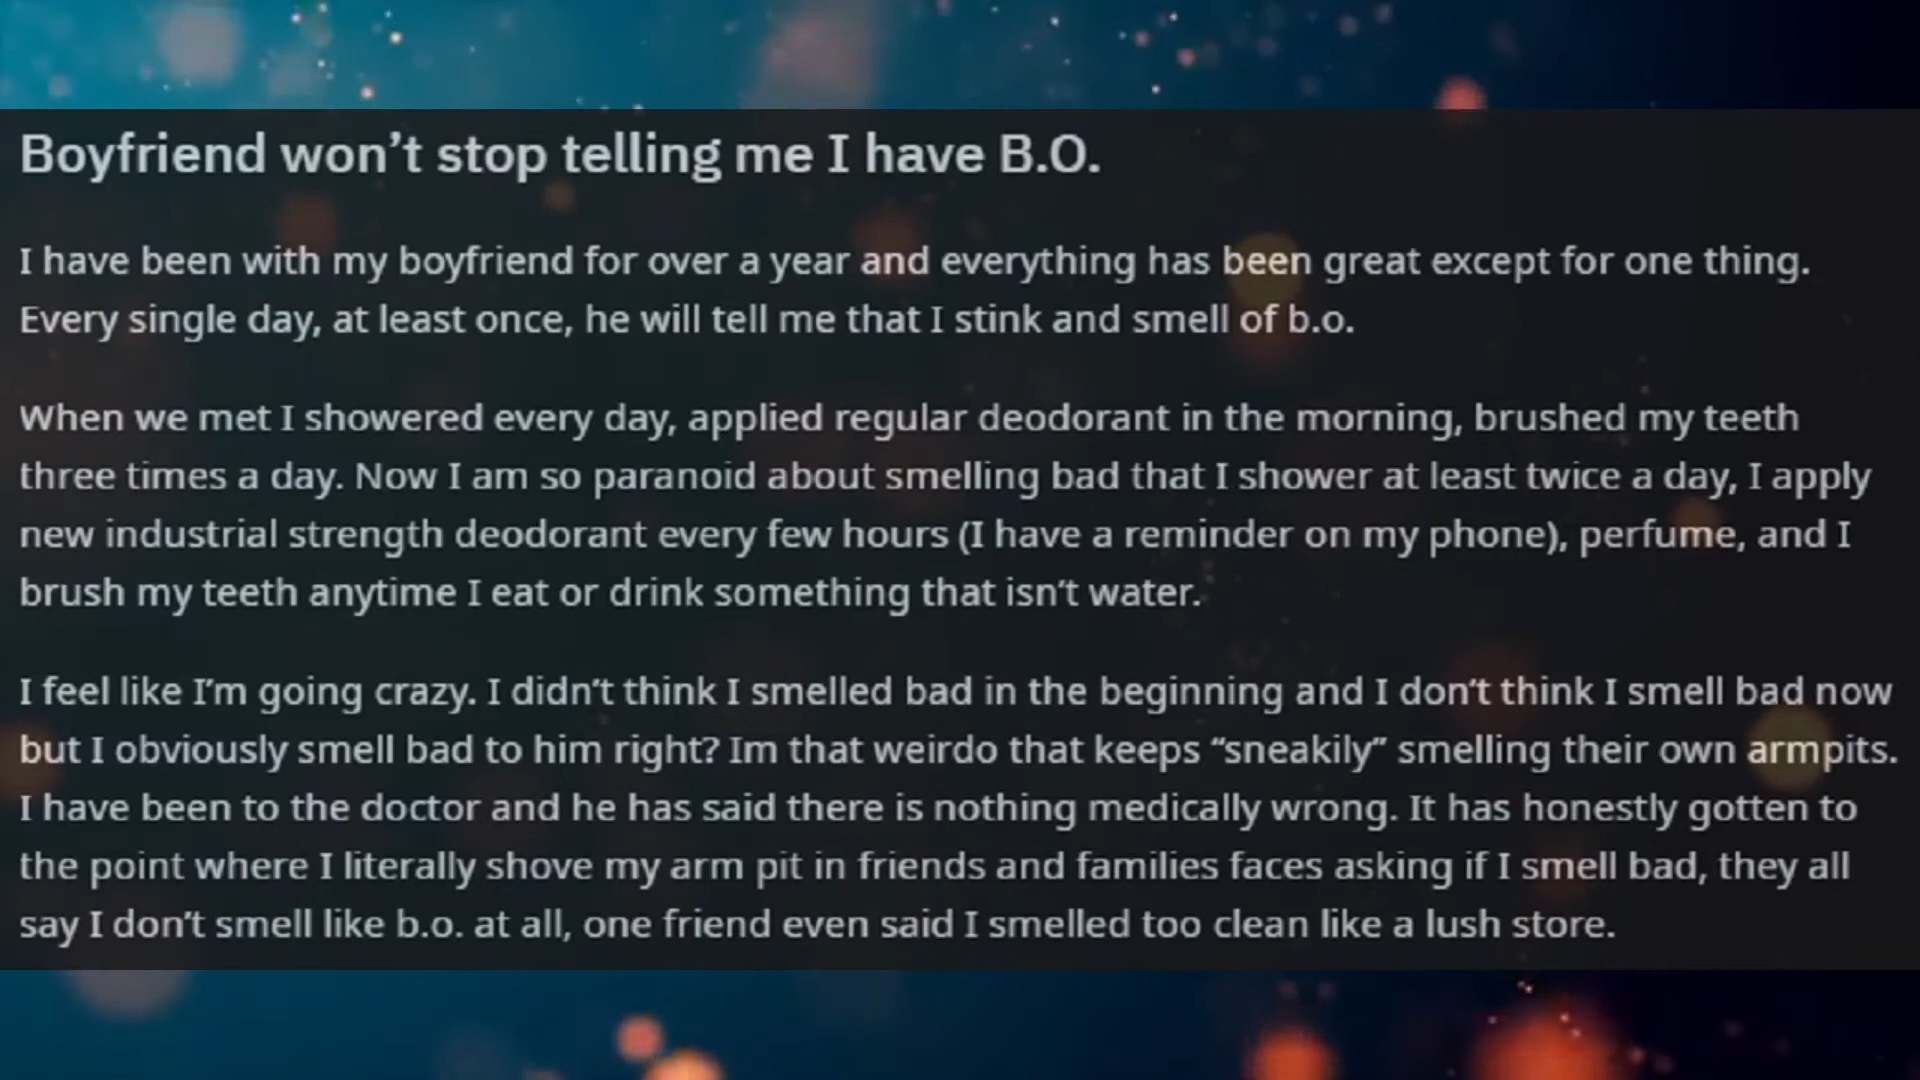 Boyfriend won’t stop telling me I have B.O.
I have been with my boyfriend for over a year and everything has been great except for one thing.
Every single day, at least once, he will tell me that I stink and smell of b.o.
When we met I showered every day, applied regular deodorant in the morning, brushed my teeth
three times a day. Now I am so paranoid about smelling bad that I shower at least twice a day, I apply
new industrial strength deodorant every few hours (I have a reminder on my phone), perfume, and I
brush my teeth anytime I eat or drink something that isn’t water.
I feel like I’m going crazy. I didn’t think I smelled bad in the beginning and I don’t think I smell bad now
but I obviously smell bad to him right? Im that weirdo that keeps “sneakily” smelling their own armpits.
I have been to the doctor and he has said there is nothing medically wrong. It has honestly gotten to
the point where I literally shove my arm pit in friends and families faces asking if I smell bad, they all
say I don’t smell like b.o. at all, one friend even said I smelled too clean like a lush store.